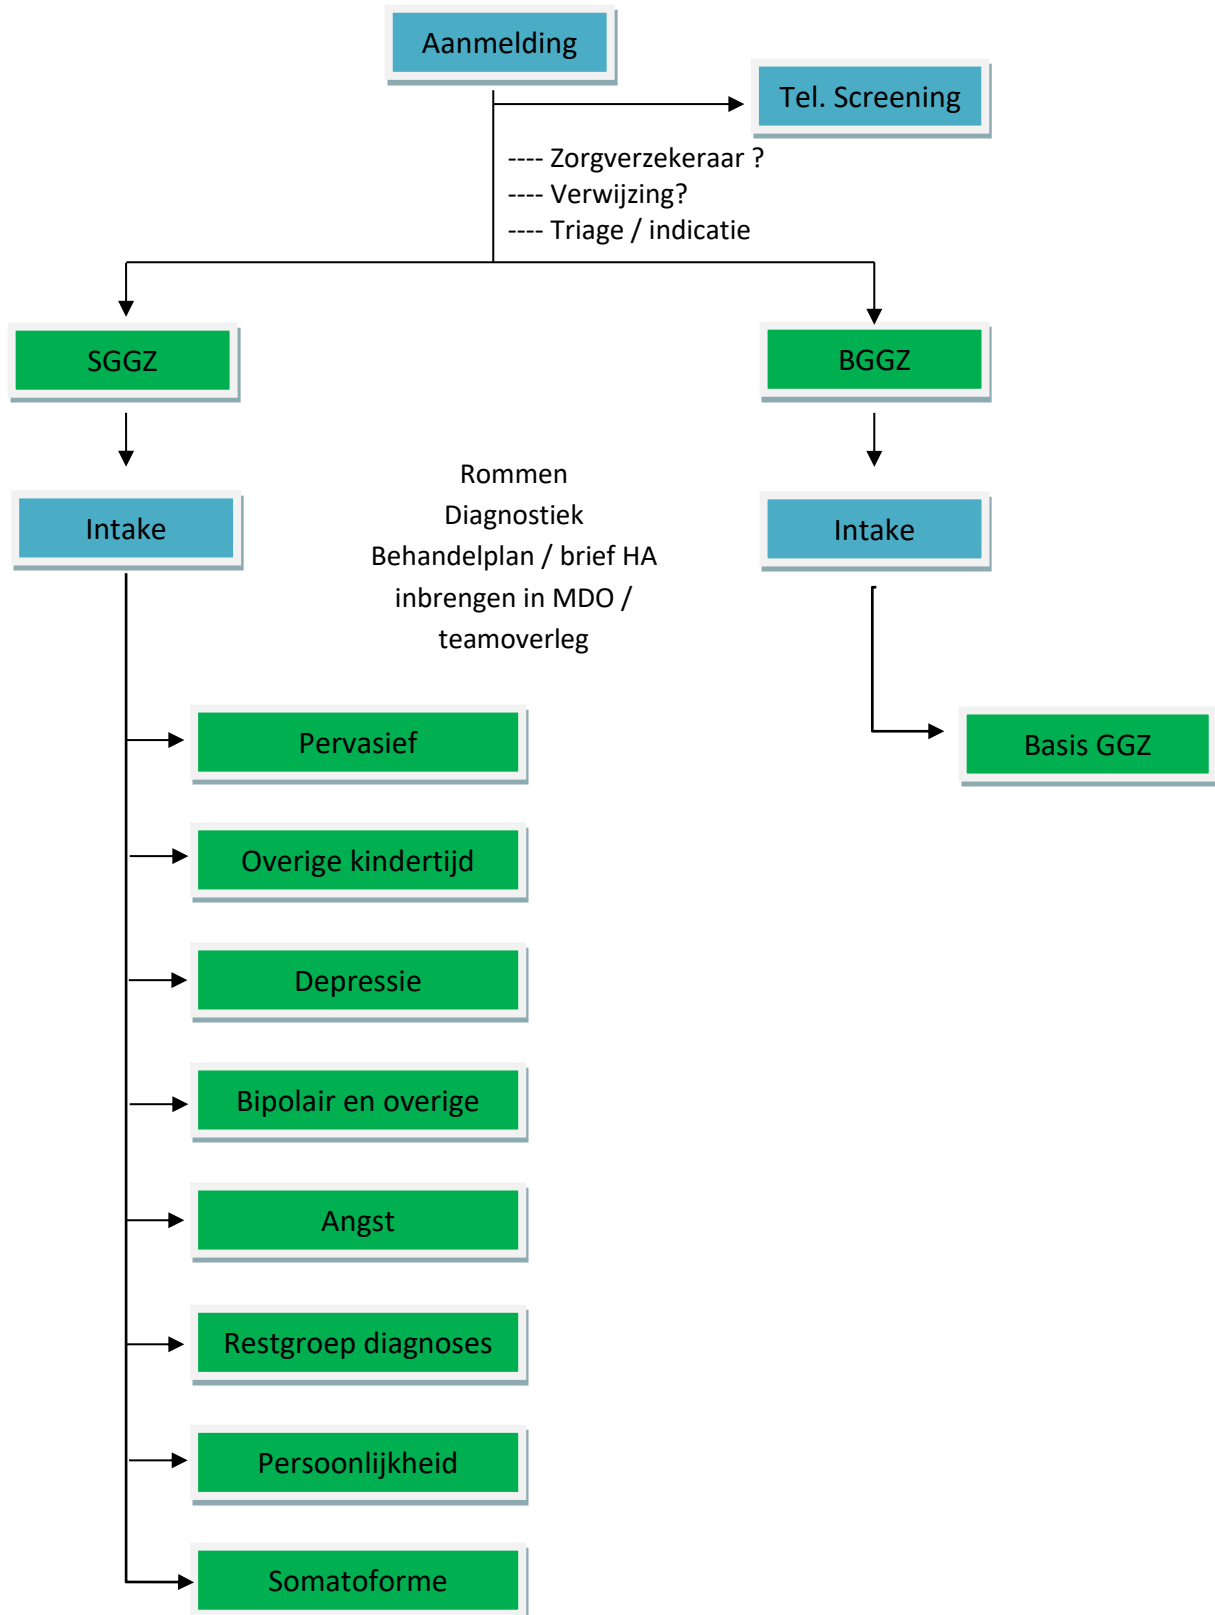 Aanmelding
Tel. Screening
---- Zorgverzekeraar ?
---- Verwijzing?
---- Triage / indicatie
SGGZ
BGGZ
Rommen
Diagnostiek
Behandelplan / brief HA
inbrengen in MDO /
teamoverleg
Intake
Intake
Pervasief
Basis GGZ
Overige kindertijd
Depressie
Bipolair en overige
Angst
Restgroep diagnoses
Persoonlijkheid
Somatoforme